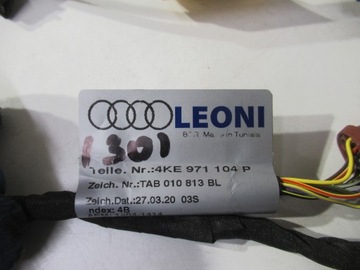 LEONI
Made in Tunisia
1301
Teile. Nr.:4KE 971 104 P
Zeich. Nr.:TAB 010 813 BL
Zeich.Dat.:27.03.20 03S
ndex: 4B